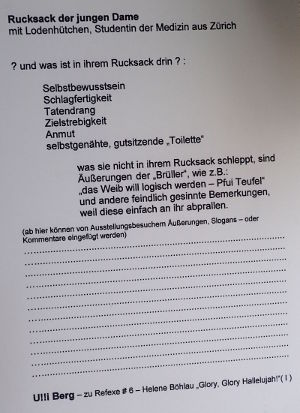 Rucksack der jungen Dame
mit Lodenhütchen, Studentin der Medizin aus Zürich
? und was ist in ihrem Rucksack drin ? :
Selbstbewusstsein
Schlagfertigkeit
Tatendrang
Zielstrebigkeit
Anmut
selbstgenähte, gutsitzende „Toilette“
was sie nicht in ihrem Rucksack schleppt, sind
Äußerungen der „Brüller“, wie z.B.:
„das Weib will logisch werden – Pfui Teufel“
und andere feindlich gesinnte Bemerkungen,
weil diese einfach an ihr abprallen.
(ab hier können von Ausstellungsbesuchern Äußerungen, Slogans – oder
Kommentare eingefügt werden)
Ulli Berg – zu Refexe # 6 – Helene Böhlau „Glory, Glory Hallelujah!“( I )